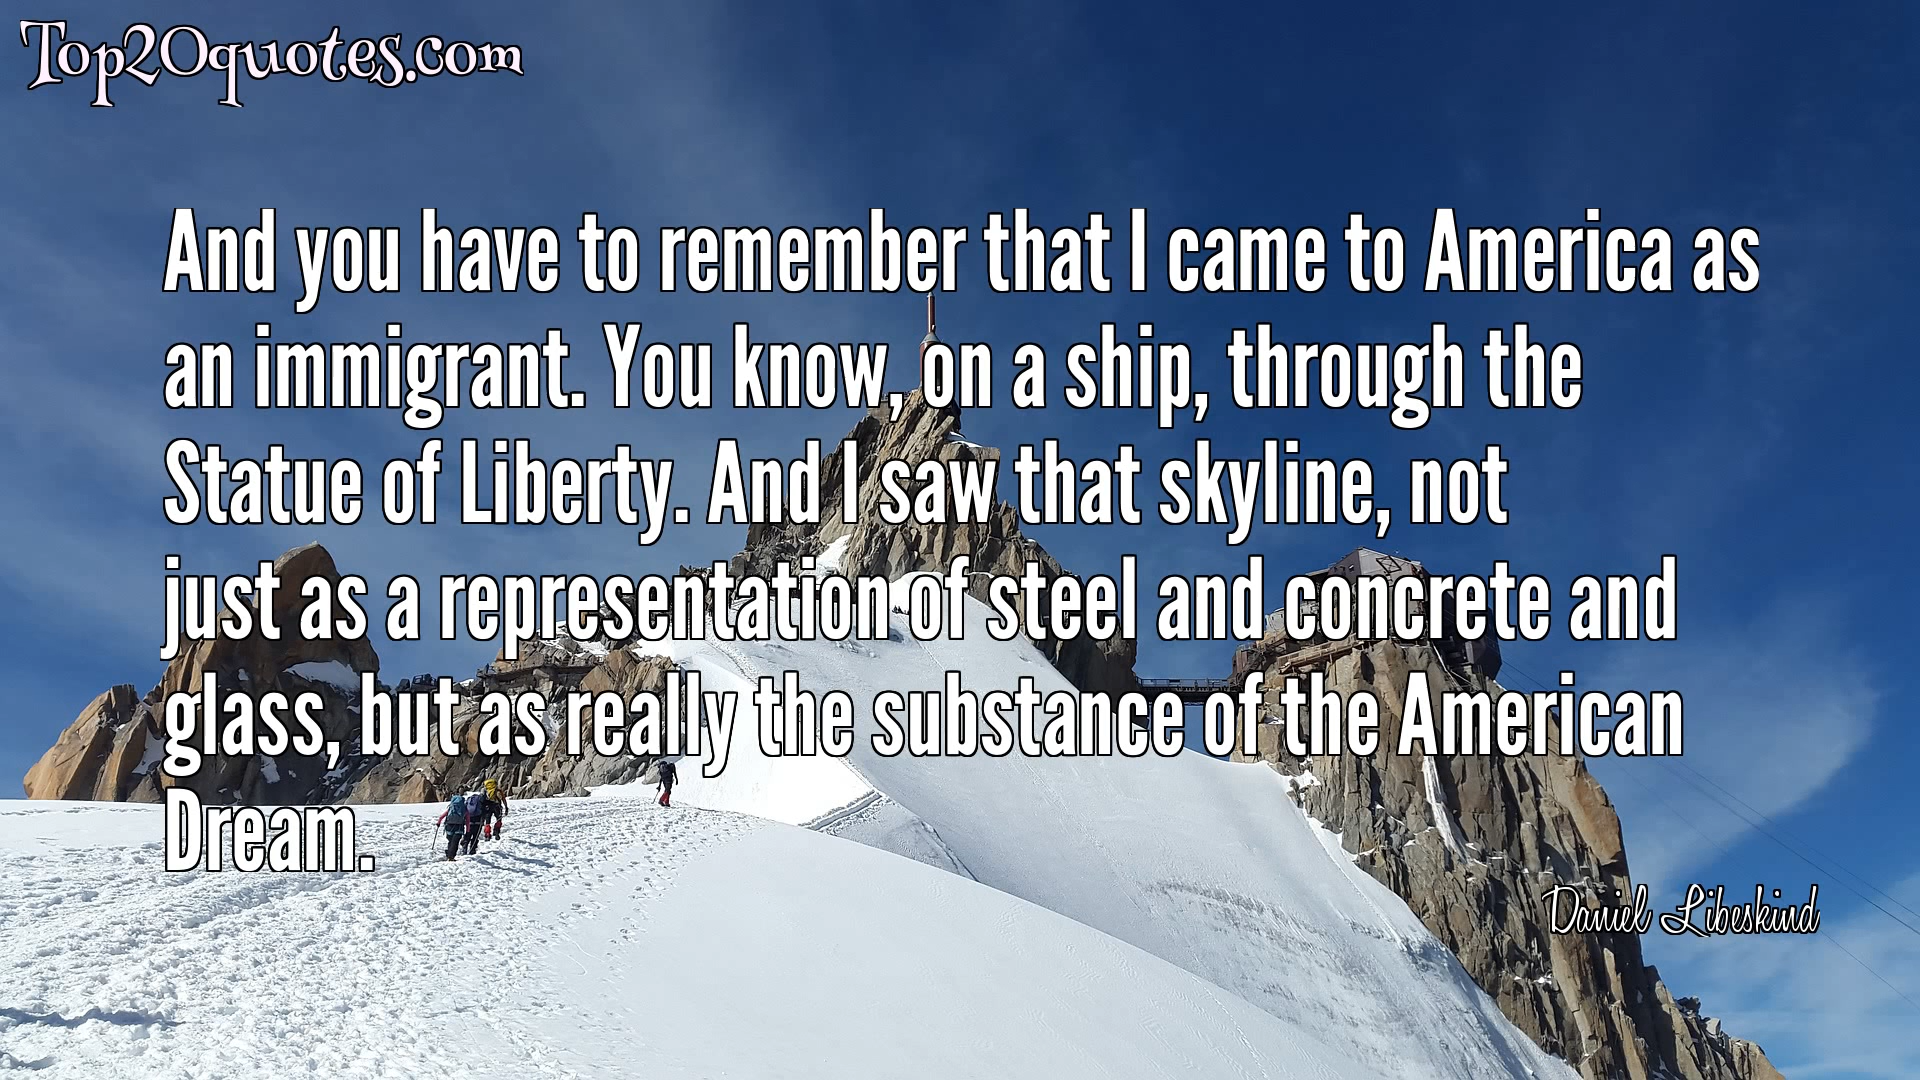 Top20quotes.com
And you have to remember that I came to America as
an immigrant. You know, on a ship, through the
Statue of Liberty. And I saw that skyline, not
just as a representation of steel and concrete and
glass, but as really the substance of the American
Dream.
Daniel Libeskind